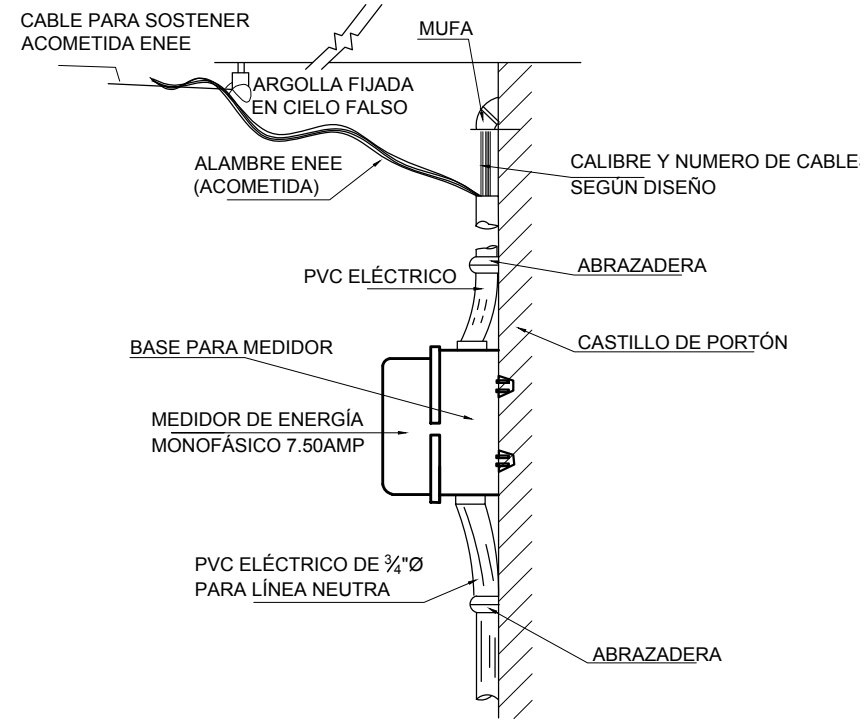 CABLE PARA SOSTENER
ACOMETIDA ENEE
MUFA
ARGOLLA FIJADA
EN CIELO FALSO
ALAMBRE ENEE
(ACOMETIDA)
CALIBRE Y NUMERO DE CABLE
SEGÚN DISEÑO
ABRAZADERA
PVC ELÉCTRICO
CASTILLO DE PORTÓN
BASE PARA MEDIDOR
MEDIDOR DE ENERGÍA
MONOFÁSICO 7.50AMP
PVC ELÉCTRICO DE ¾"Ø
PARA LÍNEA NEUTRA
ABRAZADERA